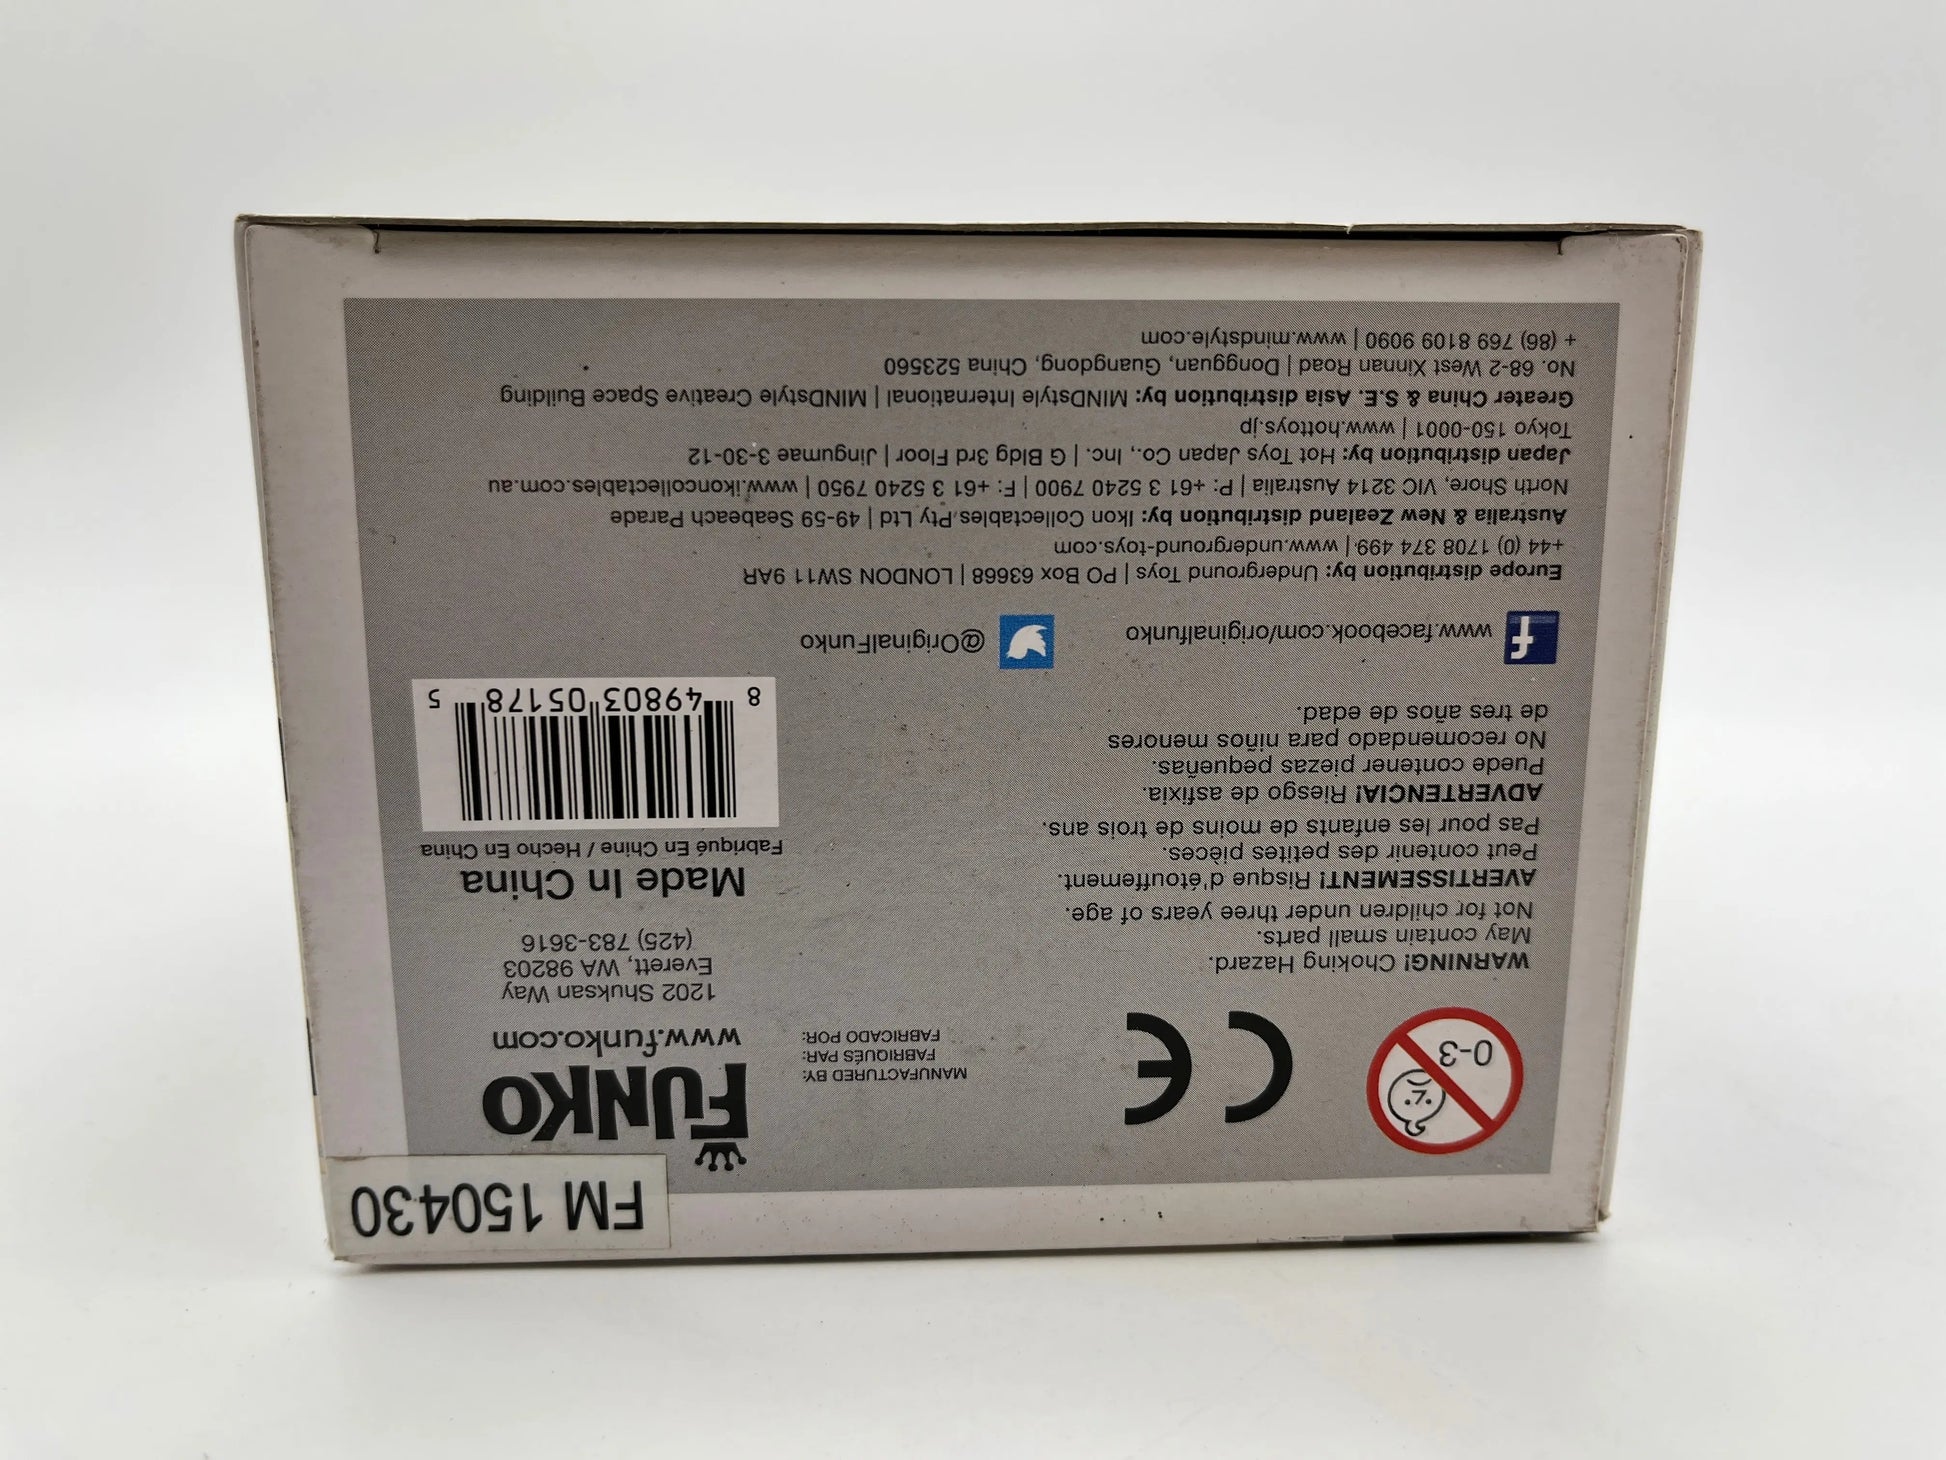 FM 150430
FUNKO
www.funko.com
1202 Shuksan Way
Everett, WA 98203
(425) 783-3616
Made In China
Fabriqué En Chine / Hecho En China
8 49803 05178 5
MANUFACTURED BY:
FABRIQUÉS PAR:
FABRICADO POR:
CE
0-3
WARNING! Choking Hazard.
May contain small parts.
Not for children under three years of age.
AVERTISSEMENT! Risque d'étouffement.
Peut contenir des petites pièces.
Pas pour les enfants de moins de trois ans.
ADVERTENCIA! Riesgo de asfixia.
Puede contener piezas pequeñas.
No recomendado para niños menores
de tres años de edad.
www.facebook.com/originalfunko
@OriginalFunko
Europe distribution by: Underground Toys | PO Box 63668 | LONDON SW11 9AR
+44 (0) 1708 374 499 | www.underground-toys.com
Australia & New Zealand distribution by: Ikon Collectables Pty Ltd | 49-59 Seabeach Parade
North Shore, VIC 3214 Australia | P: +61 3 5240 7900 | F: +61 3 5240 7950 | www.ikoncollectables.com.au
Japan distribution by: Hot Toys Japan Co., Inc. | G Bldg 3rd Floor | Jingumae 3-30-12
Tokyo 150-0001 | www.hottoys.jp
Greater China & S.E. Asia distribution by: MINDstyle International | MINDstyle Creative Space Building
No. 68-2 West Xinnan Road | Dongguan, Guangdong, China 523560
+ (86) 769 8109 9090 | www.mindstyle.com